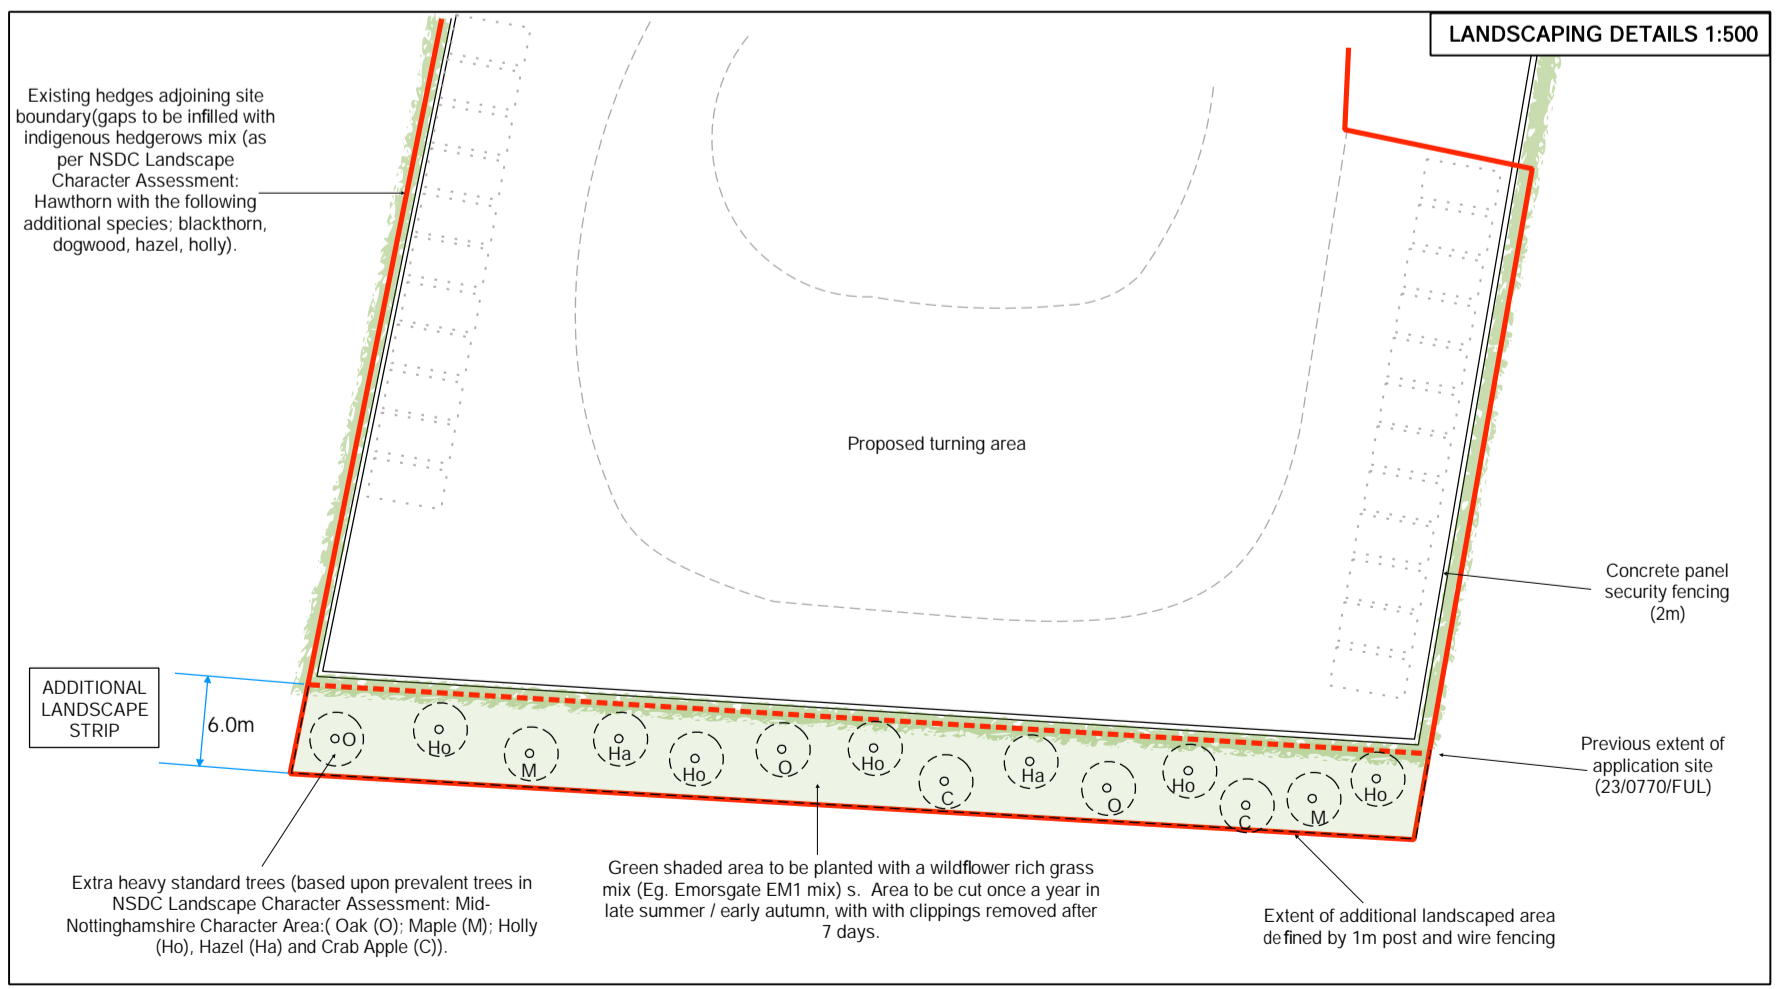 LANDSCAPING DETAILS 1:500
Existing hedges adjoining site
boundary(gaps to be infilled with
indigenous hedgerows mix (as
per NSDC Landscape
Character Assessment:
Hawthorn with the following
additional species; blackthorn,
dogwood, hazel, holly).
Proposed turning area
Concrete panel
security fencing
(2m)
ADDITIONAL
LANDSCAPE
STRIP
6.0m
O
Ho
M
Ha
Ho
O
Ho
C
Ha
O
Ho
C
M
Ho
Previous extent of
application site
(23/0770/FUL)
Extra heavy standard trees (based upon prevalent trees in
NSDC Landscape Character Assessment: Mid-
Nottinghamshire Character Area:( Oak (O); Maple (M); Holly
(Ho), Hazel (Ha) and Crab Apple (C)).
Green shaded area to be planted with a wildflower rich grass
mix (Eg. Emorsgate EM1 mix) s. Area to be cut once a year in
late summer / early autumn, with with clippings removed after
7 days.
Extent of additional landscaped area
defined by 1m post and wire fencing